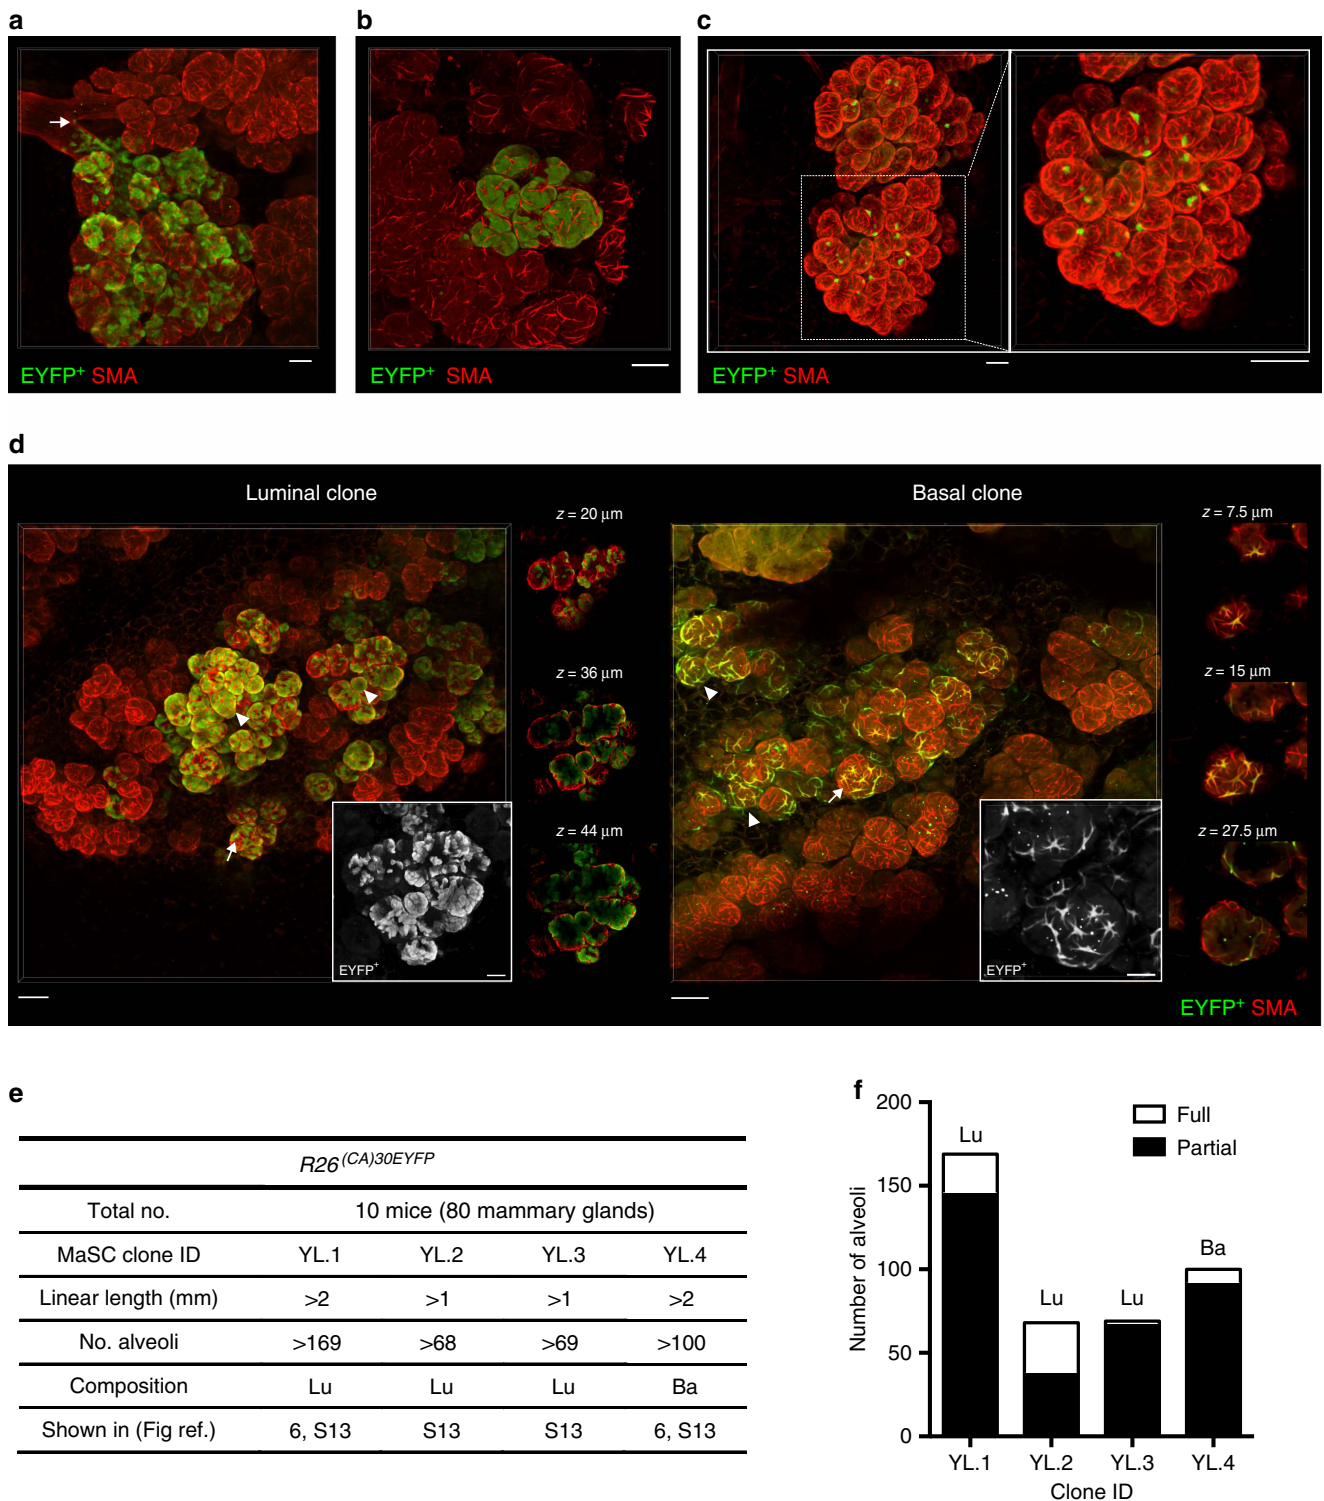 a
b
c
EYFP+ SMA
EYFP+ SMA
EYFP+ SMA
d
Luminal clone
Basal clone
z = 20 µm
z = 36 µm
z = 44 µm
z = 7.5 µm
z = 15 µm
z = 27.5 µm
EYFP+
EYFP+
EYFP+ SMA
e
R26(CA)30EYFP
Total no. 10 mice (80 mammary glands)
MaSC clone ID YL.1 YL.2 YL.3 YL.4
Linear length (mm) >2 >1 >1 >2
No. alveoli >169 >68 >69 >100
Composition Lu Lu Lu Ba
Shown in (Fig ref.) 6, S13 S13 S13 6, S13
f
Number of alveoli
200
150
100
50
0
Full
Partial
Lu
Lu
Lu
Ba
YL.1 YL.2 YL.3 YL.4
Clone ID